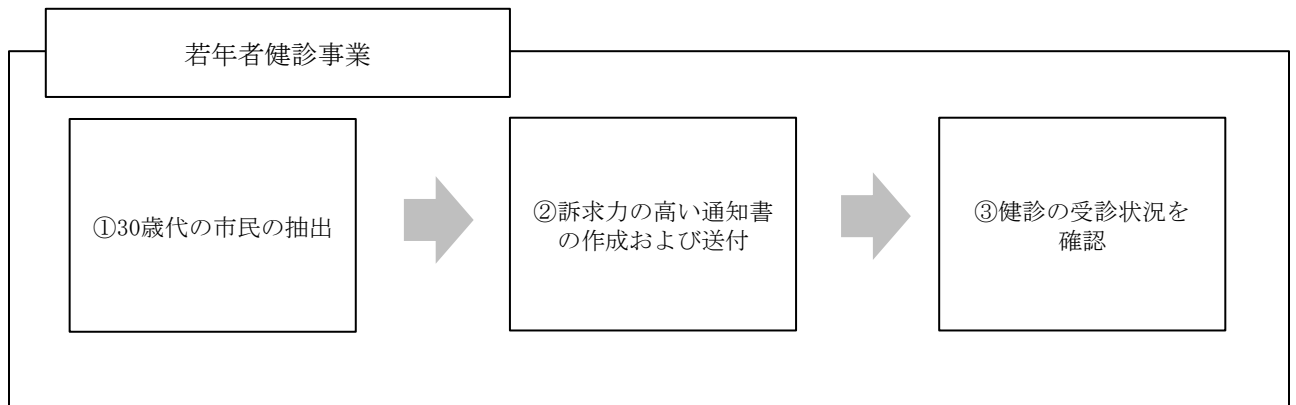 若年者健診事業
①30歳代の市民の抽出
②訴求力の高い通知書
の作成および送付
③健診の受診状況を
確認